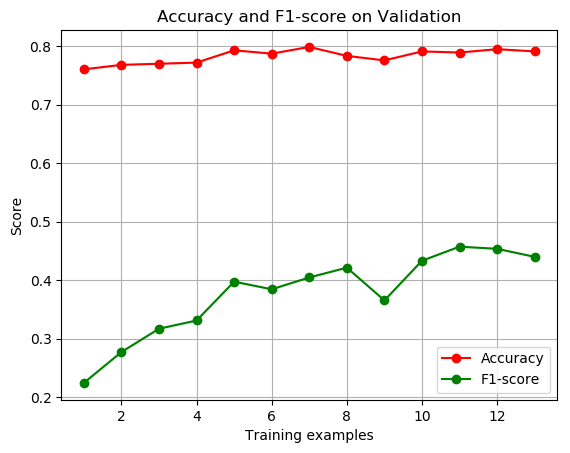 Accuracy and F1-score on Validation
0.8
0.7
0.6
0.5
0.4
0.3
0.2
Score
2 4 6 8 10 12
Training examples
Accuracy
F1-score